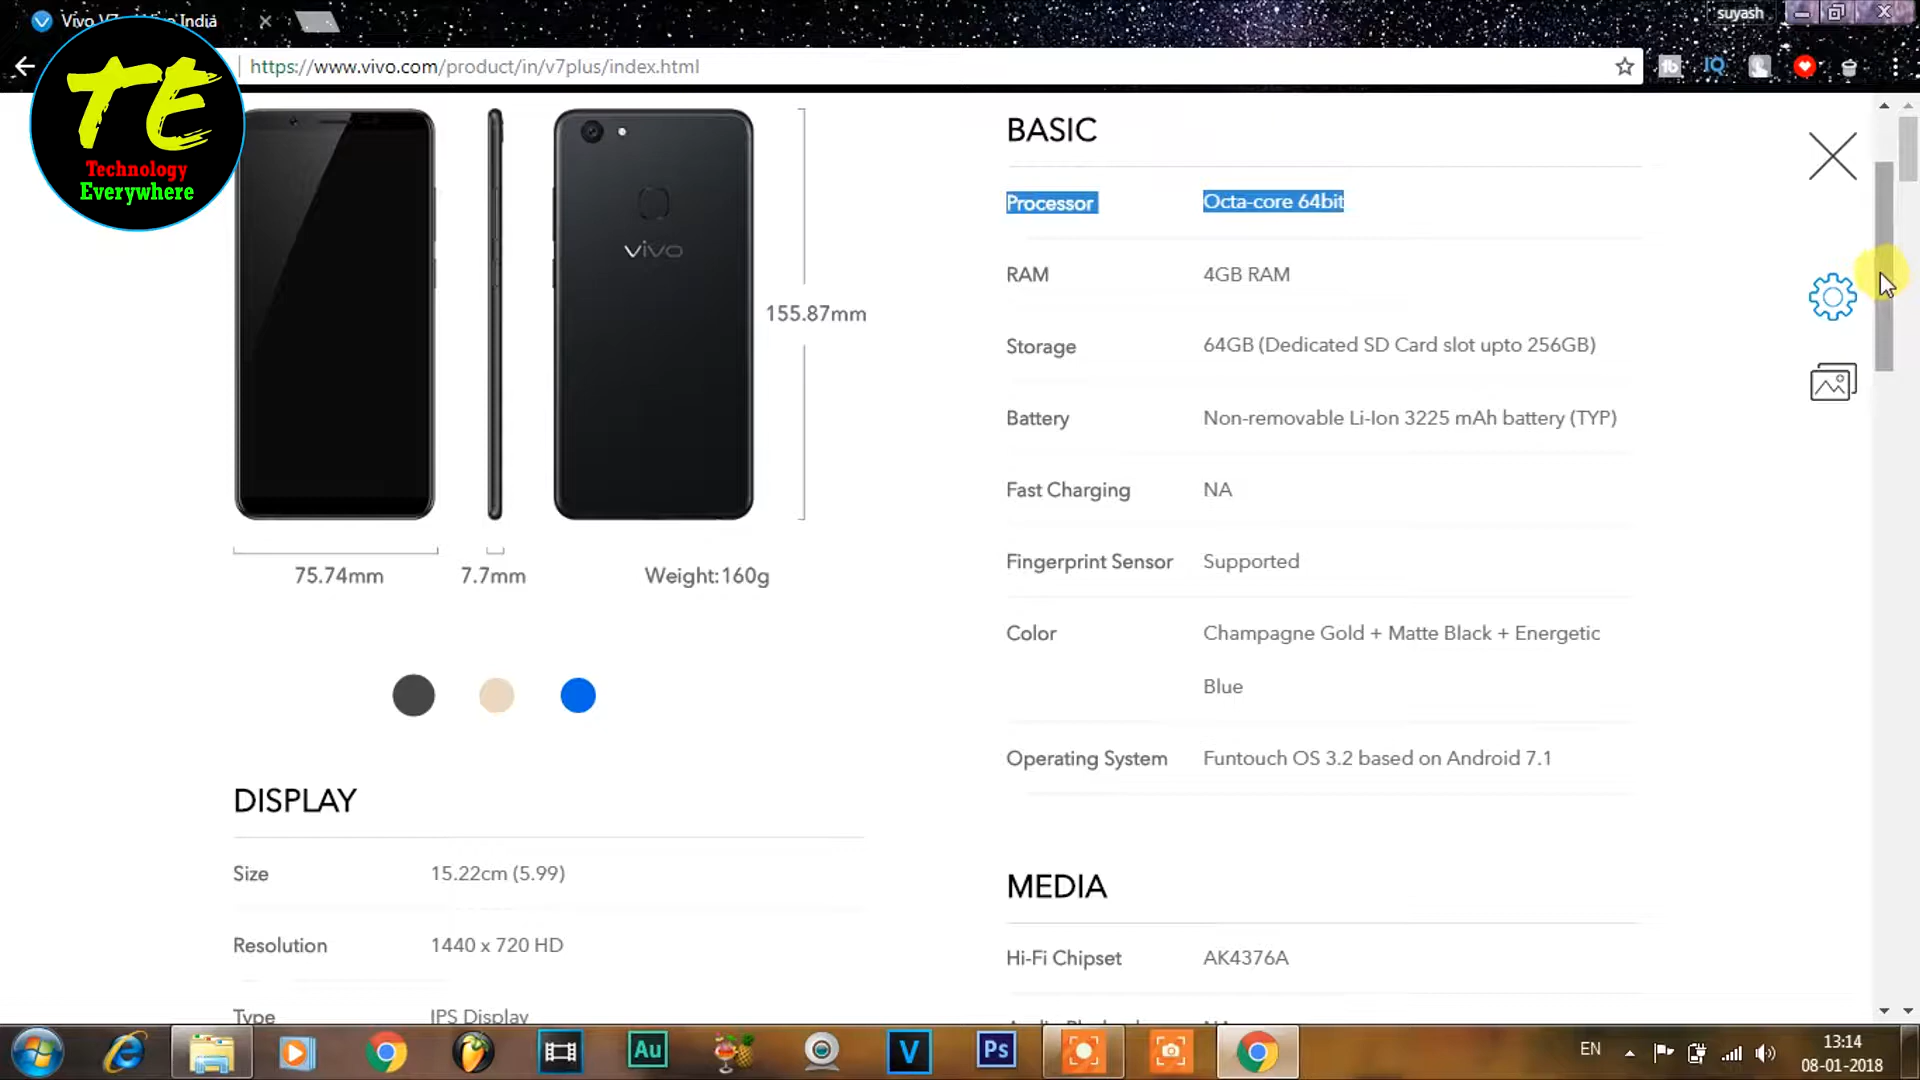 suyash
https://www.vivo.com/product/in/v7plus/index.html
TE
Technology
Everywhere
vivo
155.87mm
75.74mm
7.7mm
Weight:160g
DISPLAY
Size 15.22cm (5.99)
Resolution 1440 x 720 HD
Type IPS Display
BASIC
Processor Octa-core 64bit
RAM 4GB RAM
Storage 64GB (Dedicated SD Card slot upto 256GB)
Battery Non-removable Li-Ion 3225 mAh battery (TYP)
Fast Charging NA
Fingerprint Sensor Supported
Color Champagne Gold + Matte Black + Energetic
Blue
Operating System Funtouch OS 3.2 based on Android 7.1
MEDIA
Hi-Fi Chipset AK4376A
Au
V
Ps
EN
13:14
08-01-2018